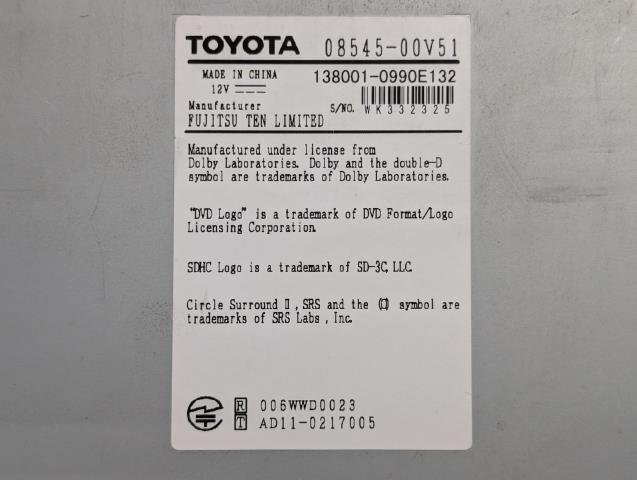 TOYOTA 08545-00V51
MADE IN CHINA 138001-0990E132
12V
Manufacturer S/NO. WK332325
FUJITSU TEN LIMITED
Manufactured under license from
Dolby Laboratories. Dolby and the double-D
symbol are trademarks of Dolby Laboratories.
"DVD Logo" is a trademark of DVD Format/Logo
Licensing Corporation.
SDHC Logo is a trademark of SD-3C, LLC.
Circle Surround Ⅱ, SRS and the (□) symbol are
trademarks of SRS Labs, Inc.
R 006WWD0023
T AD11-0217005